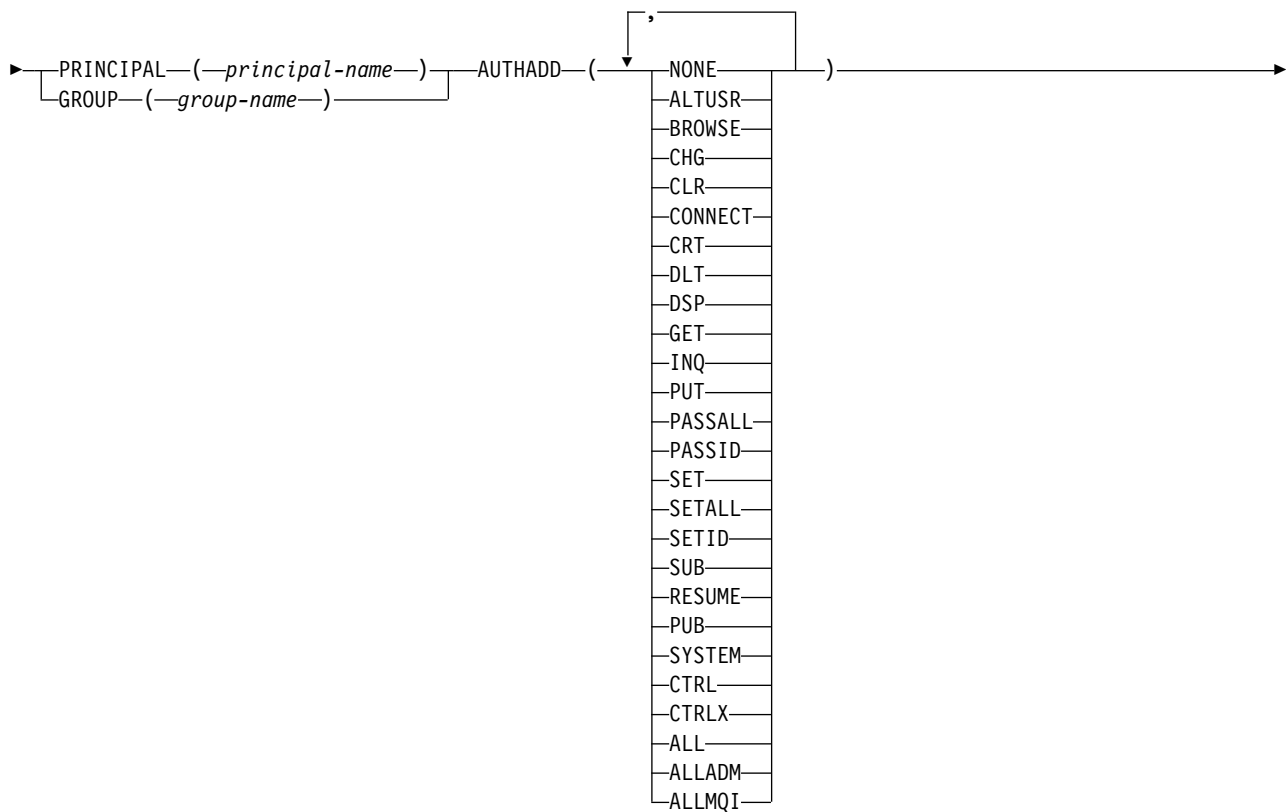 ,
PRINCIPAL ( principal-name ) AUTHADD ( NONE )
GROUP ( group-name ) ALTUSR
BROWSE
CHG
CLR
CONNECT
CRT
DLT
DSP
GET
INQ
PUT
PASSALL
PASSID
SET
SETALL
SETID
SUB
RESUME
PUB
SYSTEM
CTRL
CTRLX
ALL
ALLADM
ALLMQI